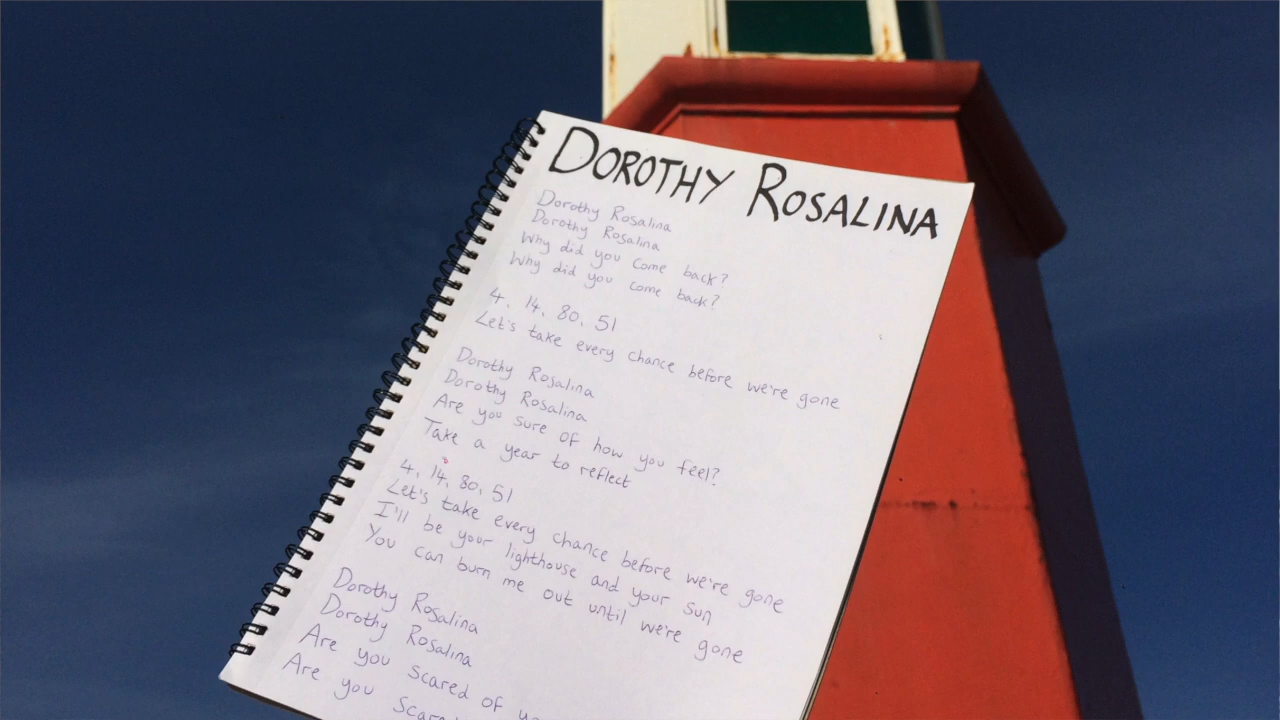 DOROTHY ROSALINA
Dorothy Rosalina
Dorothy Rosalina
Why did you come back?
Why did you come back?
4, 14, 80, 51
Let's take every chance before we're gone
Dorothy Rosalina
Dorothy Rosalina
Are you sure of how you feel?
Take a year to reflect
4, 14, 80, 51
Let's take every chance before we're gone
I'll be your lighthouse and your sun
You can burn me out until we're gone
Dorothy Rosalina
Dorothy Rosalina
Are you scared of
Are you